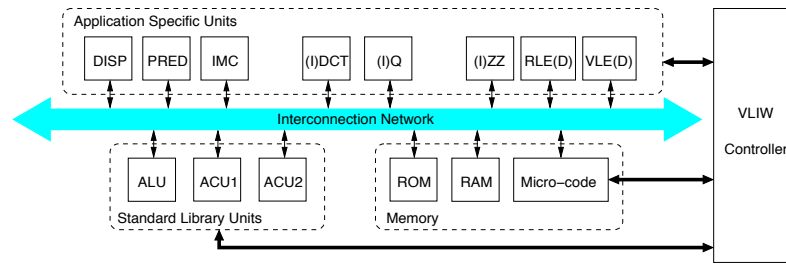 Application Specific Units
DISP PRED IMC (I)DCT (I)Q (I)ZZ RLE(D) VLE(D)
Interconnection Network
VLIW
Controller
ALU ACU1 ACU2 ROM RAM Micro-code
Standard Library Units Memory